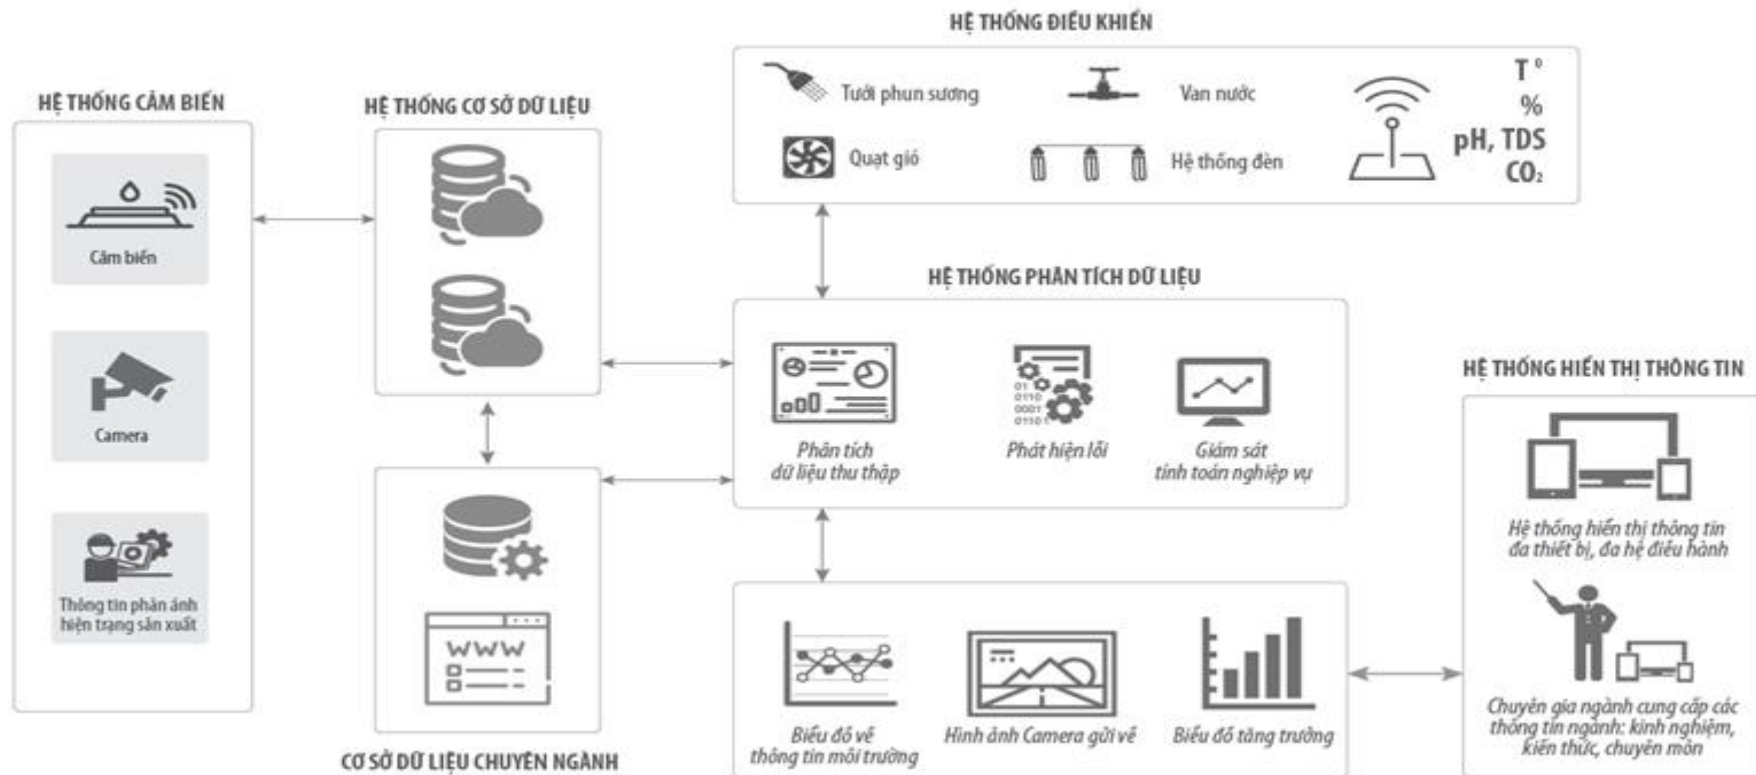 HỆ THỐNG CẢM BIẾN
Cảm biến
Camera
Thông tin phản ánh
hiện trạng sản xuất
HỆ THỐNG CƠ SỞ DỮ LIỆU
WWW
CƠ SỞ DỮ LIỆU CHUYÊN NGÀNH
HỆ THỐNG ĐIỀU KHIỂN
Tưới phun sương
Van nước
Quạt gió
Hệ thống đèn
T°
%
pH, TDS
CO₂
HỆ THỐNG PHÂN TÍCH DỮ LIỆU
Phân tích
dữ liệu thu thập
01
0110
0001
01101
Phát hiện lỗi
Giám sát
tính toán nghiệp vụ
Biểu đồ về
thông tin môi trường
Hình ảnh Camera gửi về
Biểu đồ tăng trưởng
HỆ THỐNG HIỂN THỊ THÔNG TIN
Hệ thống hiển thị thông tin
đa thiết bị, đa hệ điều hành
Chuyên gia ngành cung cấp các
thông tin ngành: kinh nghiệm,
kiến thức, chuyên môn